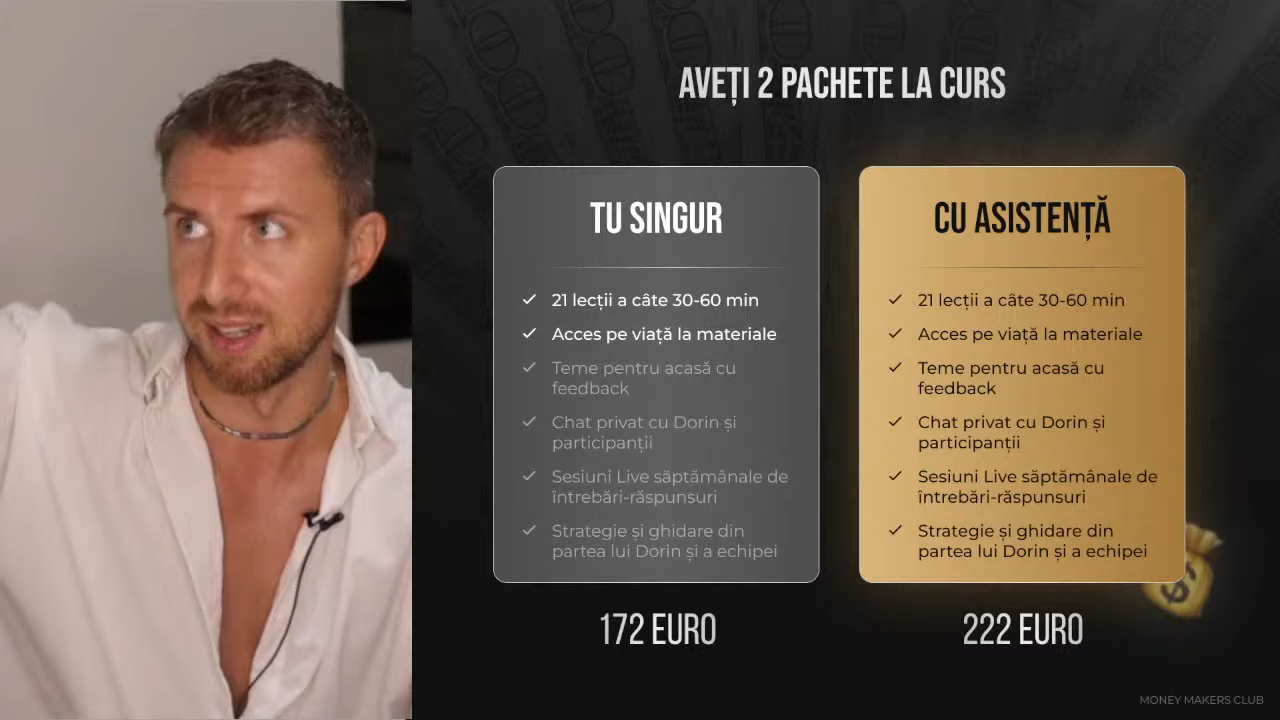 AVEȚI 2 PACHETE LA CURS
TU SINGUR
21 lecții a câte 30-60 min
Acces pe viață la materiale
Teme pentru acasă cu
feedback
Chat privat cu Dorin și
participanții
Sesiuni Live săptămânale de
întrebări-răspunsuri
Strategie și ghidare din
partea lui Dorin și a echipei
172 EURO
CU ASISTENȚĂ
21 lecții a câte 30-60 min
Acces pe viață la materiale
Teme pentru acasă cu
feedback
Chat privat cu Dorin și
participanții
Sesiuni Live săptămânale de
întrebări-răspunsuri
Strategie și ghidare din
partea lui Dorin și a echipei
222 EURO
MONEY MAKERS CLUB